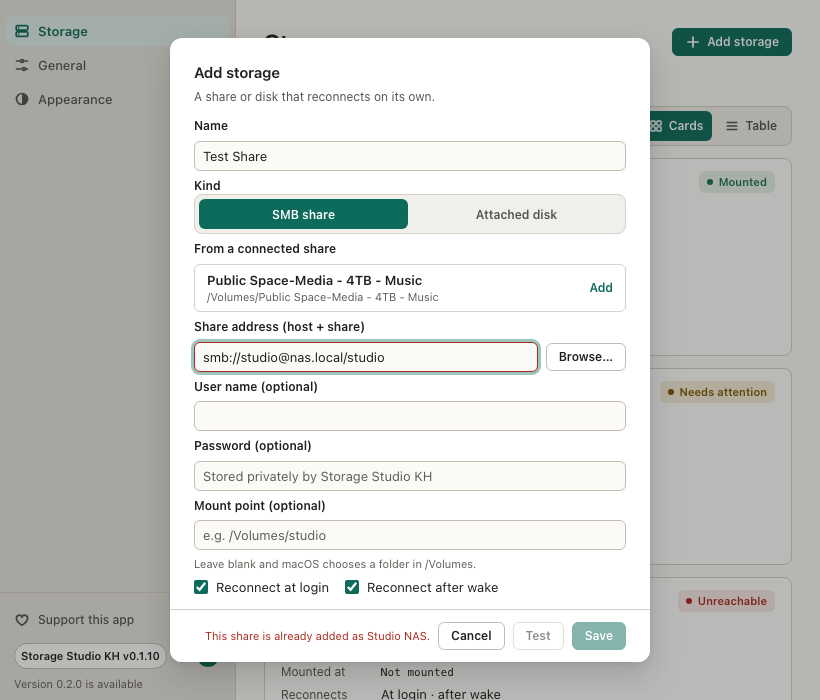 Storage
General
Appearance
Add storage
Cards
Table
Mounted
Needs attention
Unreachable
Add storage
A share or disk that reconnects on its own.
Name
Test Share
Kind
SMB share
Attached disk
From a connected share
Public Space-Media - 4TB - Music
/Volumes/Public Space-Media - 4TB - Music
Add
Share address (host + share)
smb://studio@nas.local/studio
Browse...
User name (optional)
Password (optional)
Stored privately by Storage Studio KH
Mount point (optional)
e.g. /Volumes/studio
Leave blank and macOS chooses a folder in /Volumes.
Reconnect at login
Reconnect after wake
This share is already added as Studio NAS.
Cancel
Test
Save
Mounted at
Not mounted
Reconnects
At login · after wake
Support this app
Storage Studio KH v0.1.10
Version 0.2.0 is available